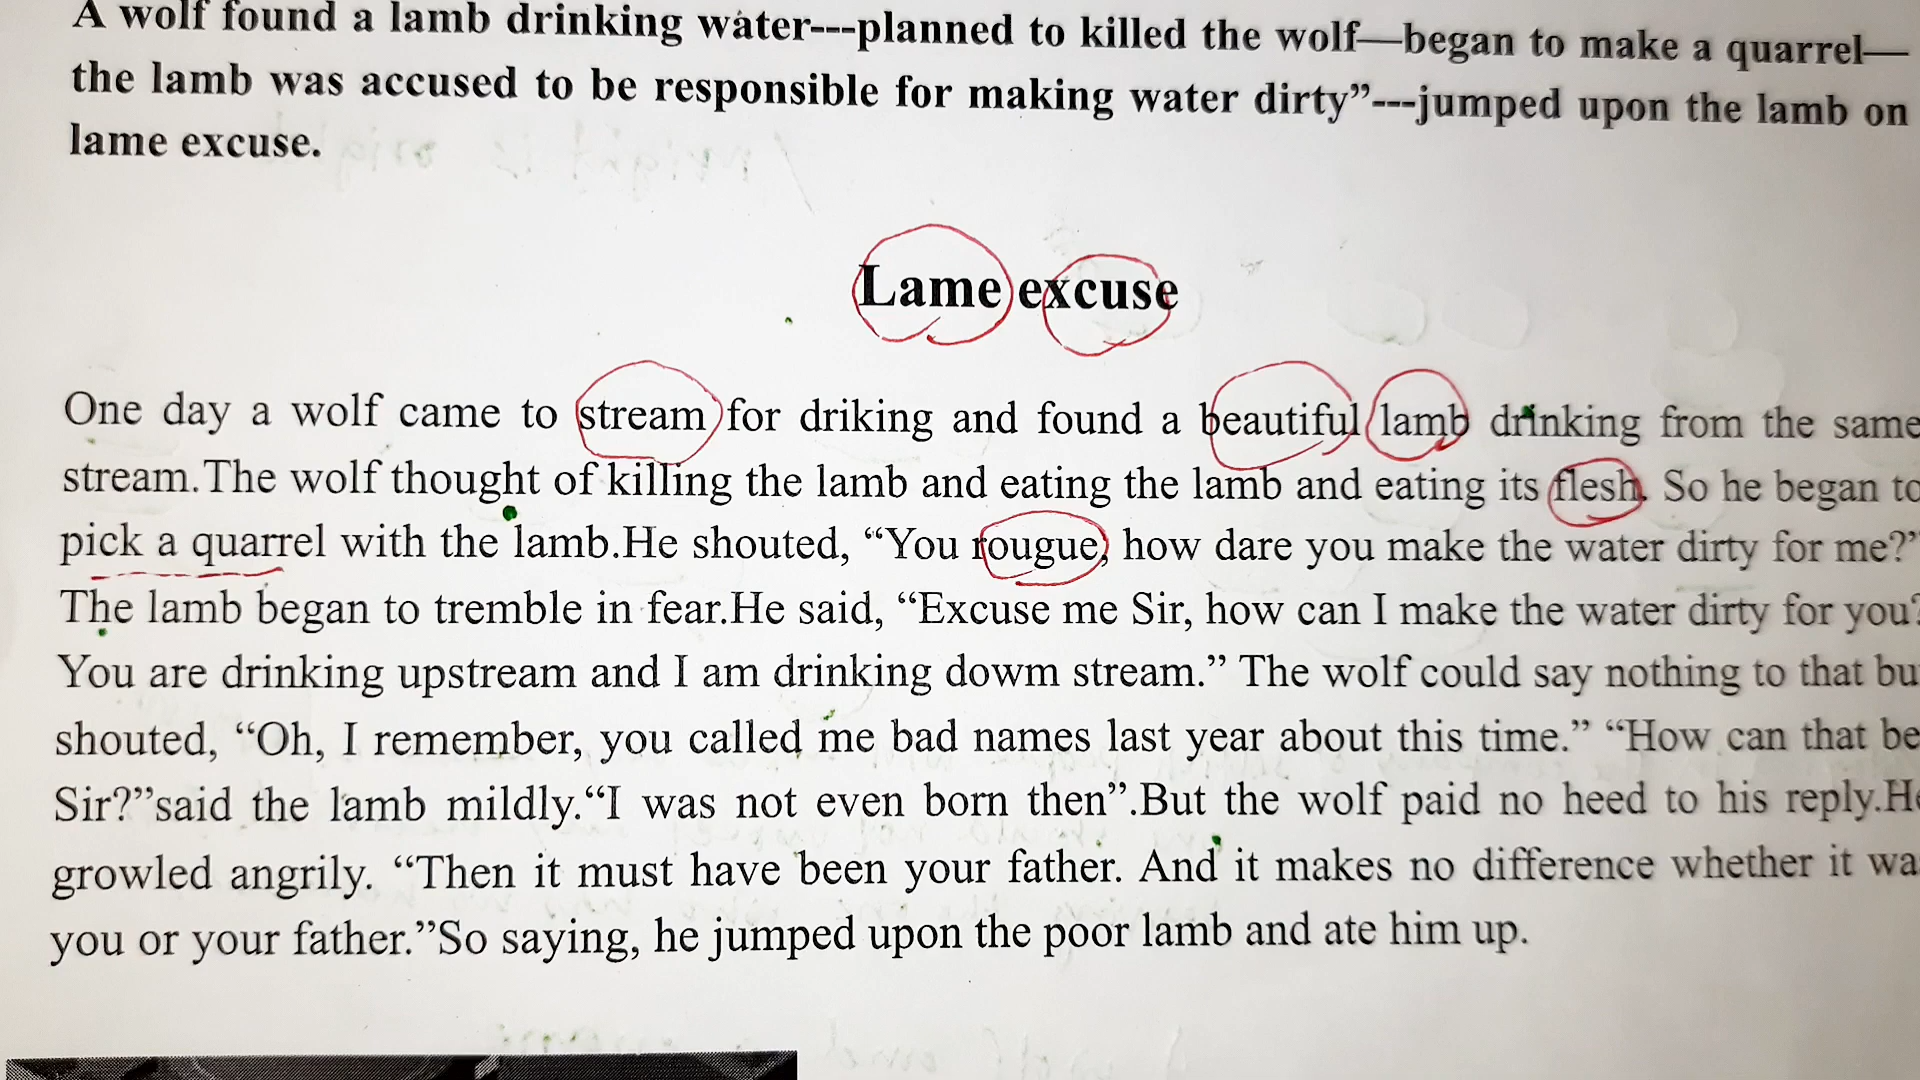 A wolf found a lamb drinking water---planned to killed the wolf—began to make a quarrel—
the lamb was accused to be responsible for making water dirty”---jumped upon the lamb on
lame excuse.
Lame excuse
One day a wolf came to stream for driking and found a beautiful lamb drinking from the same
stream.The wolf thought of killing the lamb and eating the lamb and eating its flesh. So he began to
pick a quarrel with the lamb.He shouted, “You rougue, how dare you make the water dirty for me?”
The lamb began to tremble in fear.He said, “Excuse me Sir, how can I make the water dirty for you?
You are drinking upstream and I am drinking dowm stream.” The wolf could say nothing to that bu
shouted, “Oh, I remember, you called me bad names last year about this time.” “How can that be
Sir?”said the lamb mildly.“I was not even born then”.But the wolf paid no heed to his reply.He
growled angrily. “Then it must have been your father. And it makes no difference whether it wa
you or your father.”So saying, he jumped upon the poor lamb and ate him up.